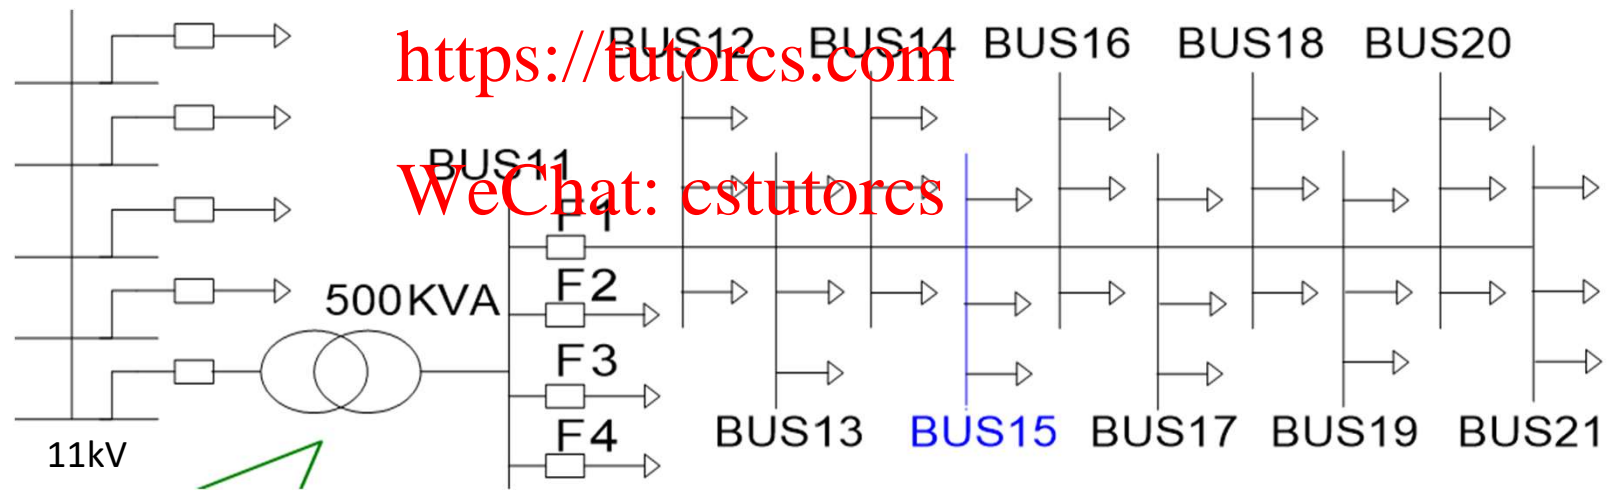 BUS12 BUS14 BUS16 BUS18 BUS20
https://tutorcs.com
BUS11
WeChat: cstutorcs
F1
F2
500KVA
F3
F4
BUS13 BUS15 BUS17 BUS19 BUS21
11kV